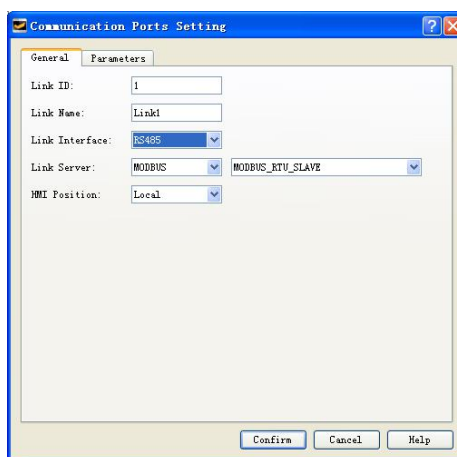 Communication Ports Setting
General Parameters
Link ID: 1
Link Name: Link1
Link Interface: RS485
Link Server: MODBUS MODBUS_RTU_SLAVE
HMI Position: Local
Confirm Cancel Help